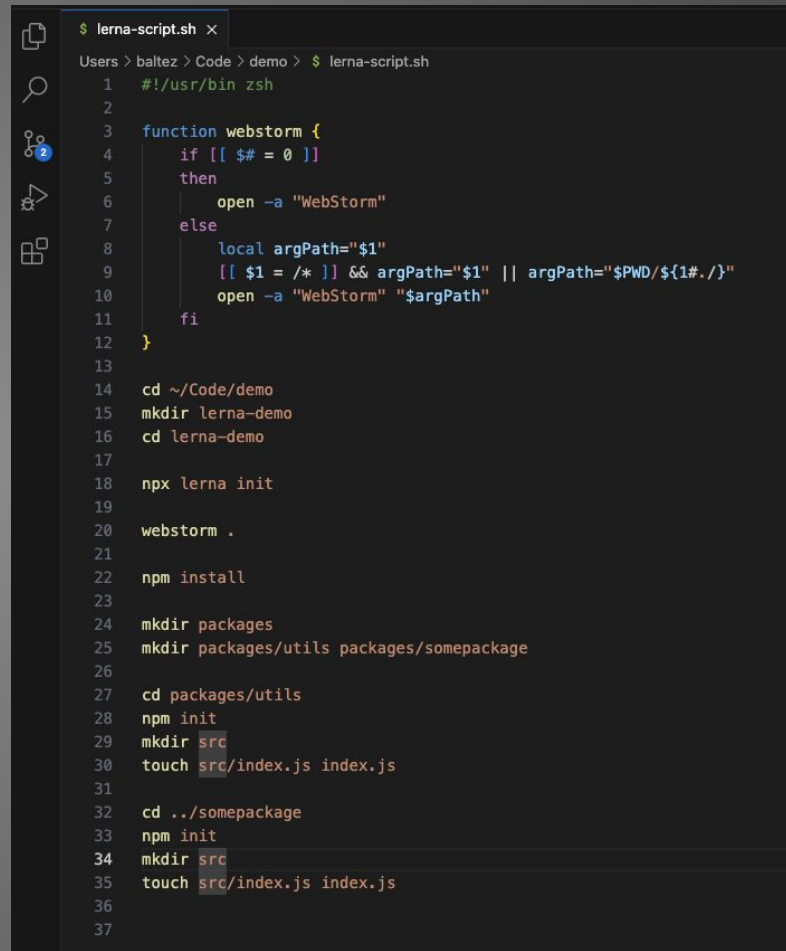 $ lerna-script.sh ×
Users > baltez > Code > demo > $ lerna-script.sh
2
1 #!/usr/bin zsh
2
3 function webstorm {
4 if [[ $# = 0 ]]
5 then
6 open -a "WebStorm"
7 else
8 local argPath="$1"
9 [[ $1 = /* ]] && argPath="$1" || argPath="$PWD/${1#./}"
10 open -a "WebStorm" "$argPath"
11 fi
12 }
13
14 cd ~/Code/demo
15 mkdir lerna-demo
16 cd lerna-demo
17
18 npx lerna init
19
20 webstorm .
21
22 npm install
23
24 mkdir packages
25 mkdir packages/utils packages/somepackage
26
27 cd packages/utils
28 npm init
29 mkdir src
30 touch src/index.js index.js
31
32 cd ../somepackage
33 npm init
34 mkdir src
35 touch src/index.js index.js
36
37